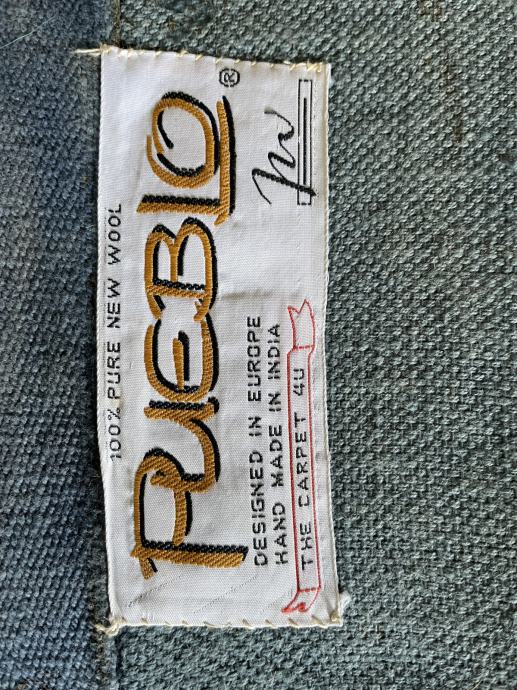 100% PURE NEW WOOL
PUEBLO®
DESIGNED IN EUROPE
HAND MADE IN INDIA
THE CARPET 4U